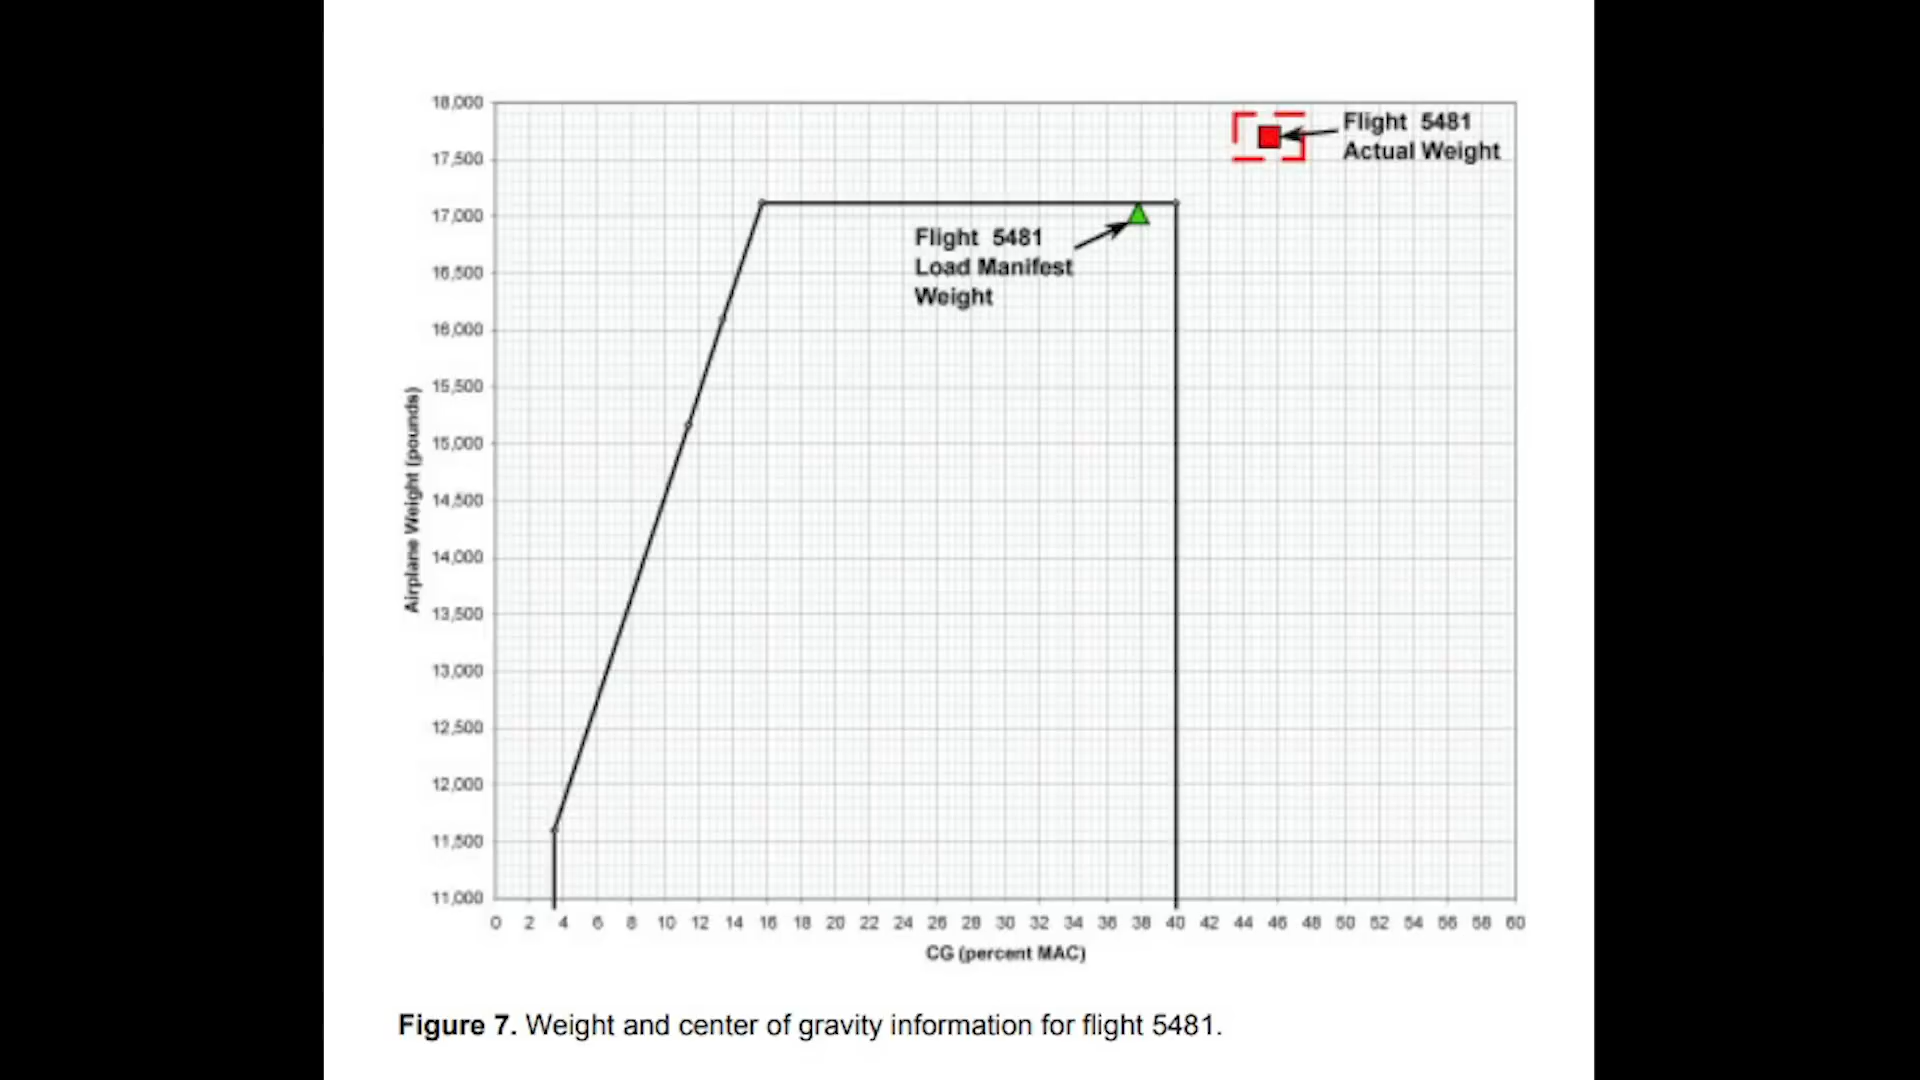 18,000
17,500
17,000
16,500
16,000
15,500
15,000
14,500
14,000
13,500
13,000
12,500
12,000
11,500
11,000
Airplane Weight (pounds)
Flight 5481
Actual Weight
Flight 5481
Load Manifest
Weight
0 2 4 6 8 10 12 14 16 18 20 22 24 26 28 30 32 34 36 38 40 42 44 46 48 50 52 54 56 58 60
CG (percent MAC)
Figure 7. Weight and center of gravity information for flight 5481.